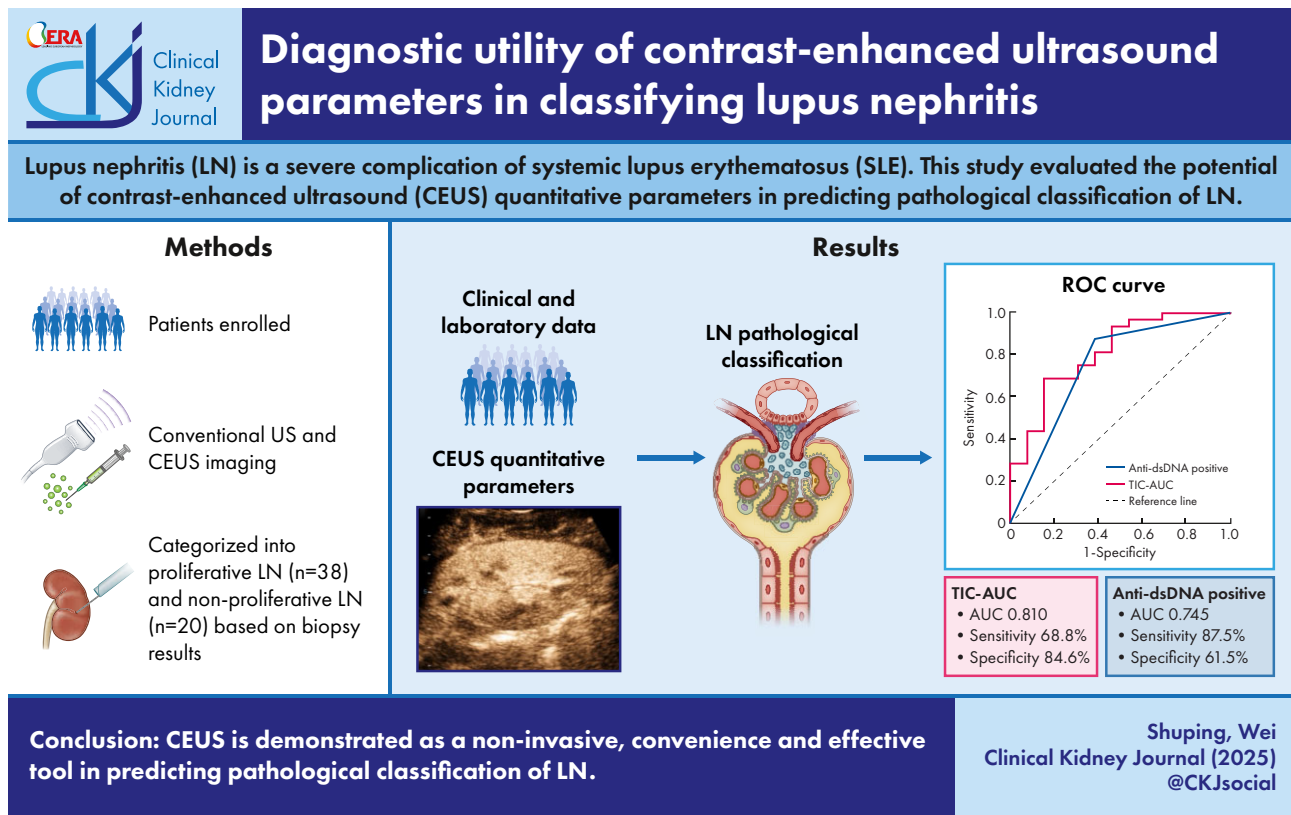 ERA
CKJ
Clinical
Kidney
Journal
Diagnostic utility of contrast-enhanced ultrasound
parameters in classifying lupus nephritis
Lupus nephritis (LN) is a severe complication of systemic lupus erythematosus (SLE). This study evaluated the potential
of contrast-enhanced ultrasound (CEUS) quantitative parameters in predicting pathological classification of LN.
Methods
Patients enrolled
Conventional US and
CEUS imaging
Categorized into
proliferative LN (n=38)
and non-proliferative LN
(n=20) based on biopsy
results
Results
Clinical and
laboratory data
CEUS quantitative
parameters
LN pathological
classification
ROC curve
Sensitivity
1.0
0.8
0.6
0.4
0.2
0
Anti-dsDNA positive
TIC-AUC
Reference line
0 0.2 0.4 0.6 0.8 1.0
1-Specificity
TIC-AUC
• AUC 0.810
• Sensitivity 68.8%
• Specificity 84.6%
Anti-dsDNA positive
• AUC 0.745
• Sensitivity 87.5%
• Specificity 61.5%
Conclusion: CEUS is demonstrated as a non-invasive, convenience and effective
tool in predicting pathological classification of LN.
Shuping, Wei
Clinical Kidney Journal (2025)
@CKJsocial